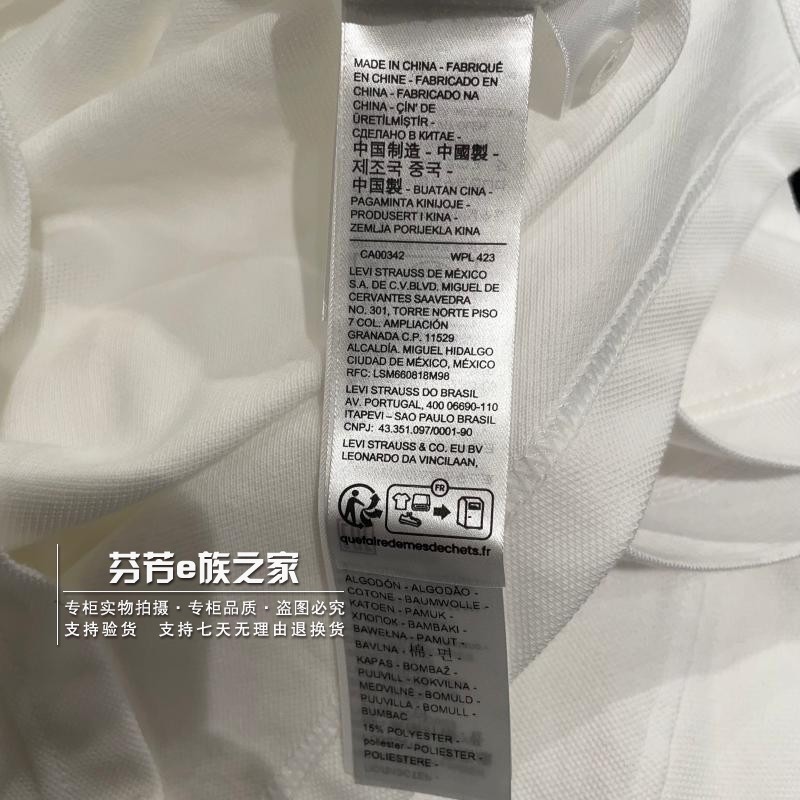 MADE IN CHINA - FABRIQUÉ
EN CHINE - FABRICADO EN
CHINA - FABRICADO NA
CHINA - ÇİN' DE
ÜRETİLMİŞTİR -
СДЕЛАНО В КИТАЕ -
中国制造 - 中國製 -
제조국 중국 -
中国製 - BUATAN CINA -
PAGAMINTA KINIJOJE -
PRODUSERT I KINA -
ZEMLJA PORIJEKLA KINA
CA00342 WPL 423
LEVI STRAUSS DE MÉXICO
S.A. DE C.V.BLVD. MIGUEL DE
CERVANTES SAAVEDRA
NO. 301, TORRE NORTE PISO
7 COL. AMPLIACIÓN
GRANADA C.P. 11529
ALCALDÍA. MIGUEL HIDALGO
CIUDAD DE MÉXICO, MÉXICO
RFC: LSM660818M98
LEVI STRAUSS DO BRASIL
AV. PORTUGAL, 400 06690-110
ITAPEVI – SAO PAULO BRASIL
CNPJ: 43.351.097/0001-90
LEVI STRAUSS & CO. EU BV
LEONARDO DA VINCILAAN,
FR
quefairedemesdechets.fr
ALGODÓN - ALGODÃO -
COTONE - BAUMWOLLE -
KATOEN - PAMUK -
ХЛОПОК - BAMBAKI -
BAWEŁNA - PAMUT -
BAVLNA - 棉 - 면 -
KAPAS - BOMBAŽ -
PUUVILL - KOKVILNA -
MEDVILNĖ - BOMULD -
PUUVILLA - BOMULL -
BUMBAC
15% POLYESTER -
poliester - POLIESTER -
POLIESTERE -
芬芳e族之家
专柜实物拍摄·专柜品质·盗图必究
支持验货 支持七天无理由退换货